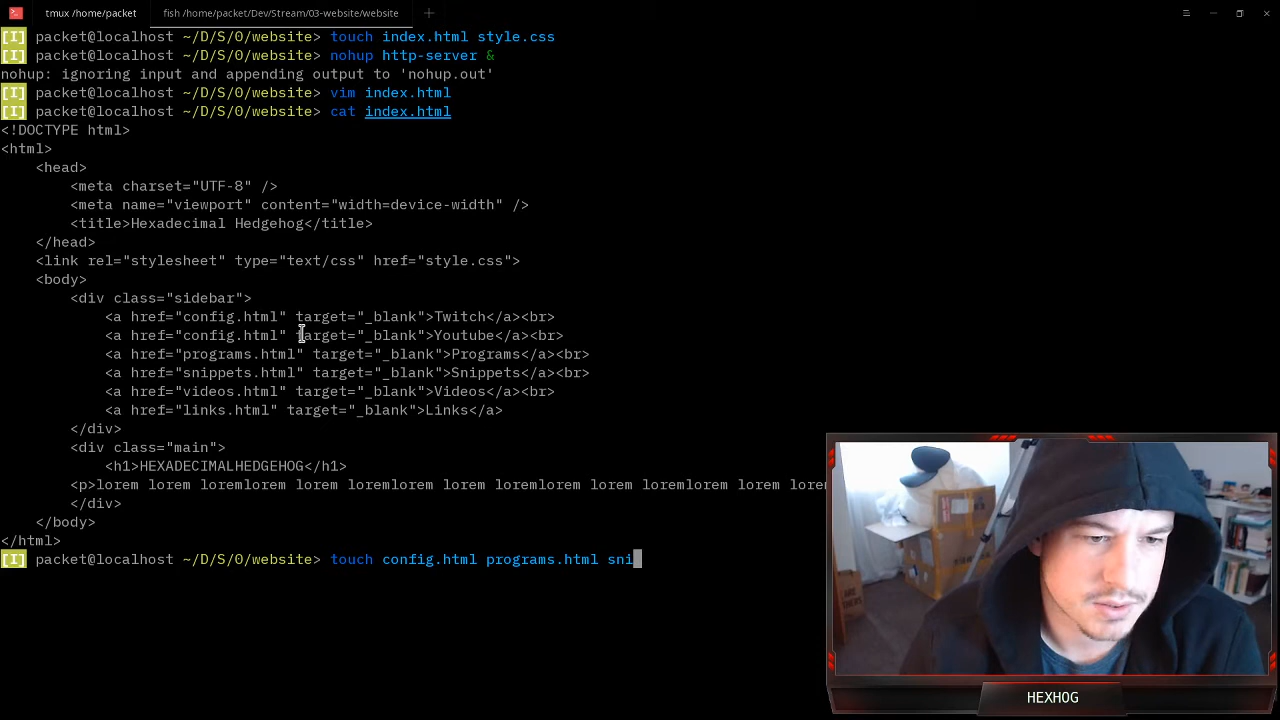 tmux /home/packet
fish /home/packet/Dev/Stream/03-website/website
[I] packet@localhost ~/D/S/0/website> touch index.html style.css
[I] packet@localhost ~/D/S/0/website> nohup http-server &
nohup: ignoring input and appending output to 'nohup.out'
[I] packet@localhost ~/D/S/0/website> vim index.html
[I] packet@localhost ~/D/S/0/website> cat index.html
<!DOCTYPE html>
<html>
    <head>
        <meta charset="UTF-8" />
        <meta name="viewport" content="width=device-width" />
        <title>Hexadecimal Hedgehog</title>
    </head>
    <link rel="stylesheet" type="text/css" href="style.css">
    <body>
        <div class="sidebar">
            <a href="config.html" target="_blank">Twitch</a><br>
            <a href="config.html" target="_blank">Youtube</a><br>
            <a href="programs.html" target="_blank">Programs</a><br>
            <a href="snippets.html" target="_blank">Snippets</a><br>
            <a href="videos.html" target="_blank">Videos</a><br>
            <a href="links.html" target="_blank">Links</a>
        </div>
        <div class="main">
            <h1>HEXADECIMALHEDGEHOG</h1>
        <p>lorem lorem loremlorem lorem loremlorem lorem loremlorem lorem loremlorem lorem
        </div>
    </body>
</html>
[I] packet@localhost ~/D/S/0/website> touch config.html programs.html sni
HEXHOG